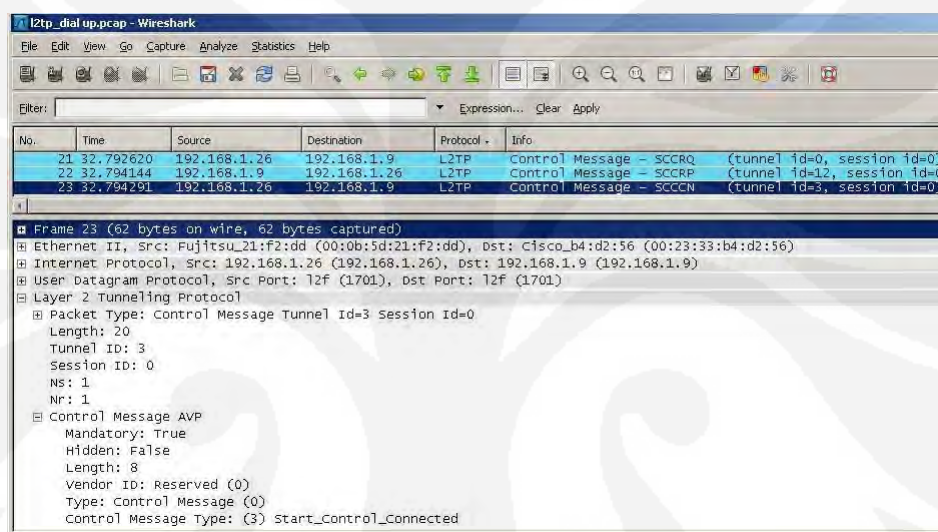 l2tp_dial up.pcap - Wireshark
File Edit View Go Capture Analyze Statistics Help
Filter: Expression... Clear Apply
No. Time Source Destination Protocol Info
21 32.792620 192.168.1.26 192.168.1.9 L2TP Control Message - SCCRQ (tunnel id=0, session id=0)
22 32.794144 192.168.1.9 192.168.1.26 L2TP Control Message - SCCRP (tunnel id=12, session id=0
23 32.794291 192.168.1.26 192.168.1.9 L2TP Control Message - SCCCN (tunnel id=3, session id=0)
Frame 23 (62 bytes on wire, 62 bytes captured)
Ethernet II, Src: Fujitsu_21:f2:dd (00:0b:5d:21:f2:dd), Dst: Cisco_b4:d2:56 (00:23:33:b4:d2:56)
Internet Protocol, Src: 192.168.1.26 (192.168.1.26), Dst: 192.168.1.9 (192.168.1.9)
User Datagram Protocol, Src Port: l2f (1701), Dst Port: l2f (1701)
Layer 2 Tunneling Protocol
Packet Type: Control Message Tunnel Id=3 Session Id=0
Length: 20
Tunnel ID: 3
Session ID: 0
Ns: 1
Nr: 1
Control Message AVP
Mandatory: True
Hidden: False
Length: 8
Vendor ID: Reserved (0)
Type: Control Message (0)
Control Message Type: (3) Start_Control_Connected